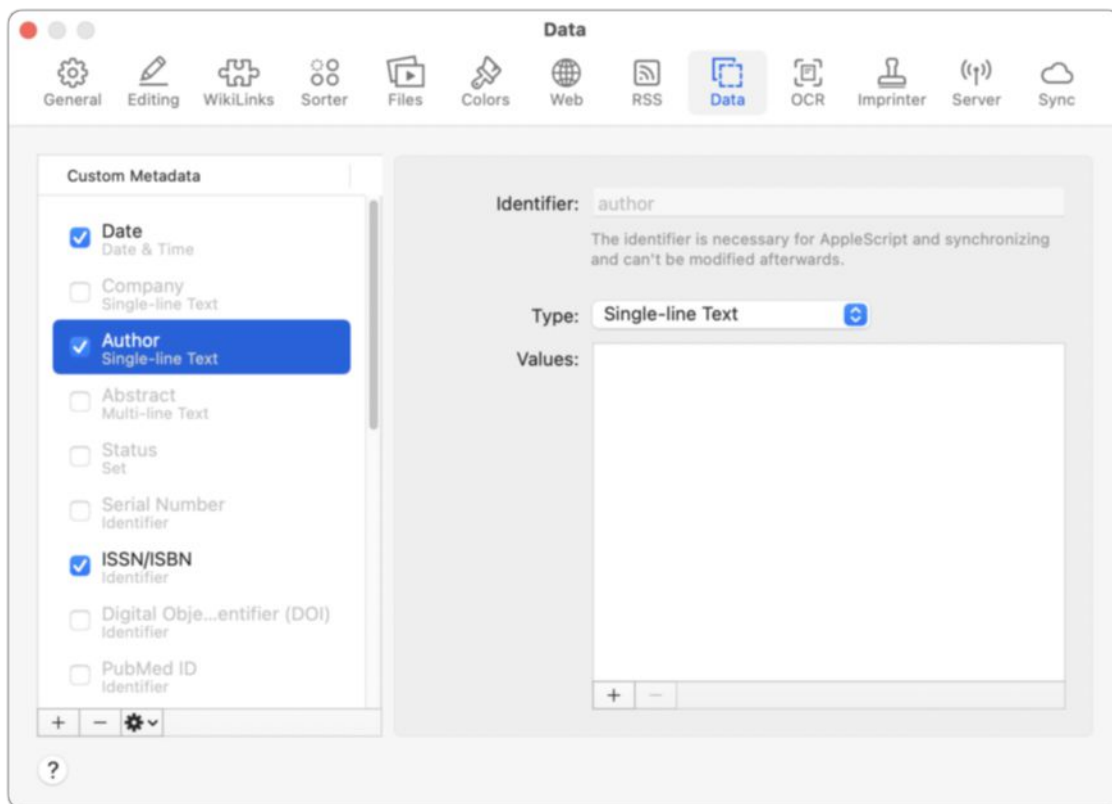 Data
General Editing WikiLinks Sorter Files Colors Web RSS Data OCR Imprinter Server Sync
Custom Metadata
Date
Date & Time
Company
Single-line Text
Author
Single-line Text
Abstract
Multi-line Text
Status
Set
Serial Number
Identifier
ISSN/ISBN
Identifier
Digital Obje...entifier (DOI)
Identifier
PubMed ID
Identifier
Identifier: author
The identifier is necessary for AppleScript and synchronizing
and can't be modified afterwards.
Type: Single-line Text
Values:
+ −
+ −
?